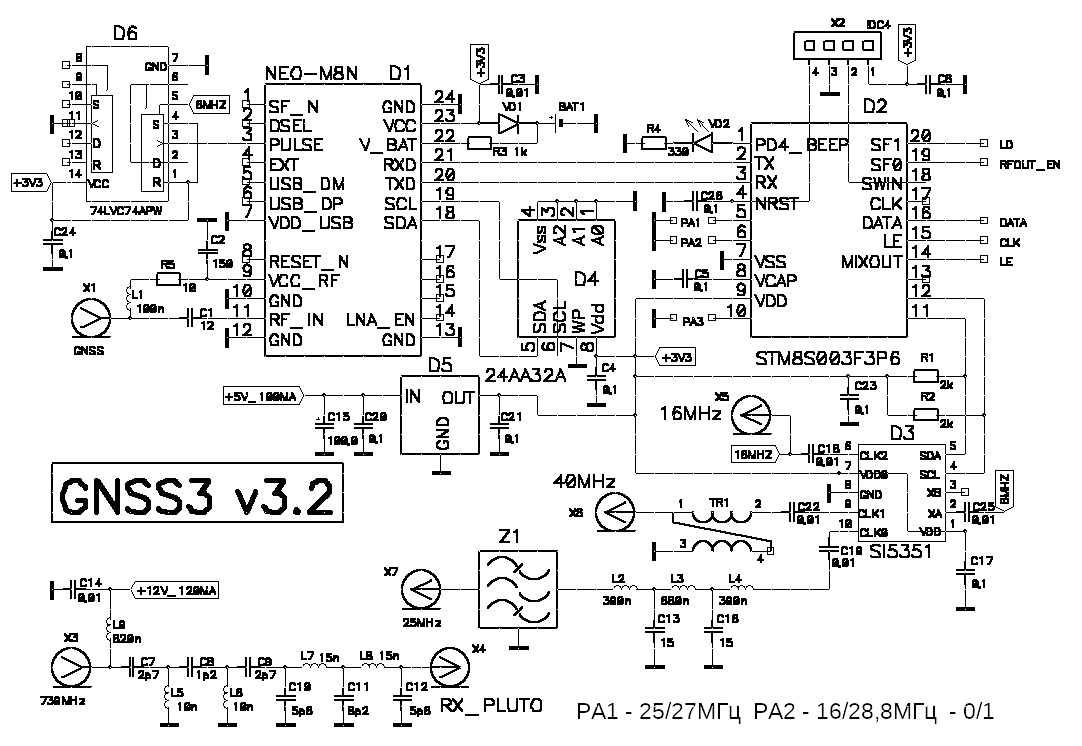 D6
8
9
10
11
12
13
14
S
D
R
VCC
GND
7
6
5
4
3
2
1
S
D
R
8MHZ
+3V3
74LVC74APW
C24
0,1
C2
150
R5
10
L1
100n
C1
12
X1
GNSS
NEO-M8N D1
1 SF_N
2 DSEL
3 PULSE
4 EXT
5 USB_DM
6 USB_DP
7 VDD_USB
8 RESET_N
9 VCC_RF
10 GND
11 RF_IN
12 GND
GND 24
VCC 23
V_BAT 22
RXD 21
TXD 20
SCL 19
SDA 18
17
16
15
LNA_EN 14
GND 13
+3V3
C3
0,01
VD1
BAT1
R3 1k
R4
330
VD2
X2
IDC4
4 3 2 1
+3V3
C6
0,1
D2
1 PD4_BEEP
2 TX
3 RX
4 NRST
5
6
7 VSS
8 VCAP
9 VDD
10
SF1 20
SF0 19
SWIN 18
CLK 17
DATA 16
LE 15
MIXOUT 14
13
12
11
LD
RFOUT_EN
DATA
CLK
LE
C26
0,1
PA1
PA2
C5
0,1
PA3
STM8S003F3P6
4 3 2 1
Vss A2 A1 A0
D4
SDA SCL WP Vdd
5 6 7 8
24AA32A
C4
0,1
+3V3
D5
IN OUT
GND
+5V_100MA
C15
100,0
C20
0,1
C21
0,1
R1
2k
R2
2k
C23
0,1
16MHz
X5
16MHZ
D3
6 CLK2
7 VDDO
8 GND
9 CLK1
10 CLK0
SDA 5
SCL 4
XB 3
XA 2
VDD 1
SI5351
8MHZ
C25
0,01
C17
0,1
0,01
40MHz
X6
TR1
1 2
3 4
C22
0,01
0,01
GNSS3 v3.2
Z1
X7
25MHz
L2
390n
L3
680n
L4
390n
C13
15
C16
15
C14
0,01
+12V_120MA
L9
820n
X3
730MHz
C7
2p7
C8
1p2
C9
2p7
L5
10n
L6
10n
L7 15n
L8 15n
C10
5p6
C11
8p2
C12
5p6
X4
RX_PLUTO
PA1 - 25/27МГц PA2 - 16/28,8МГц - 0/1